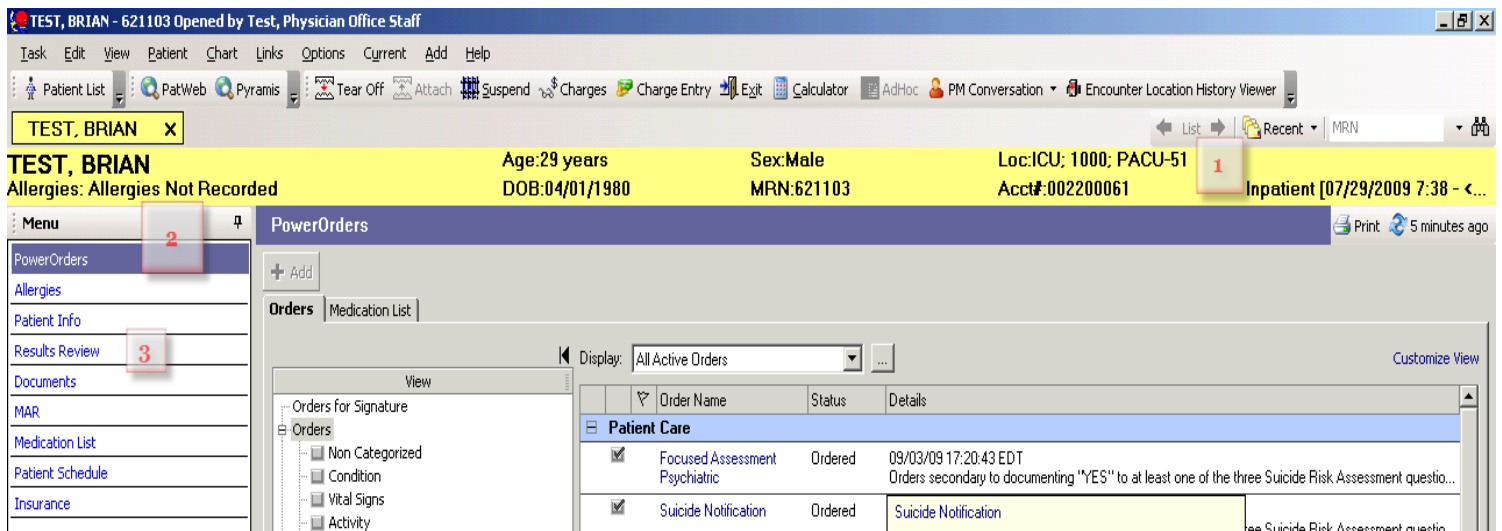 TEST, BRIAN - 621103 Opened by Test, Physician Office Staff
Task Edit View Patient Chart Links Options Current Add Help
Patient List PatWeb Pyramis Tear Off Attach Suspend Charges Charge Entry Exit Calculator AdHoc PM Conversation Encounter Location History Viewer
TEST, BRIAN X List Recent MRN
TEST, BRIAN Age:29 years Sex:Male Loc:ICU; 1000; PACU-51
1
Allergies: Allergies Not Recorded DOB:04/01/1980 MRN:621103 Acct#:002200061 Inpatient [07/29/2009 7:38 - <...
Menu PowerOrders Print 5 minutes ago
2
PowerOrders
+ Add
Allergies
Orders Medication List
Patient Info
Results Review 3
Display: All Active Orders ... Customize View
Documents
View
Order Name Status Details
Orders for Signature
MAR
Orders
Patient Care
Medication List
Non Categorized
Focused Assessment Psychiatric Ordered 09/03/09 17:20:43 EDT
Patient Schedule
Condition
Orders secondary to documenting "YES" to at least one of the three Suicide Risk Assessment questio...
Insurance
Vital Signs
Suicide Notification Ordered Suicide Notification
Activity
ree Suicide Risk Assessment questio...